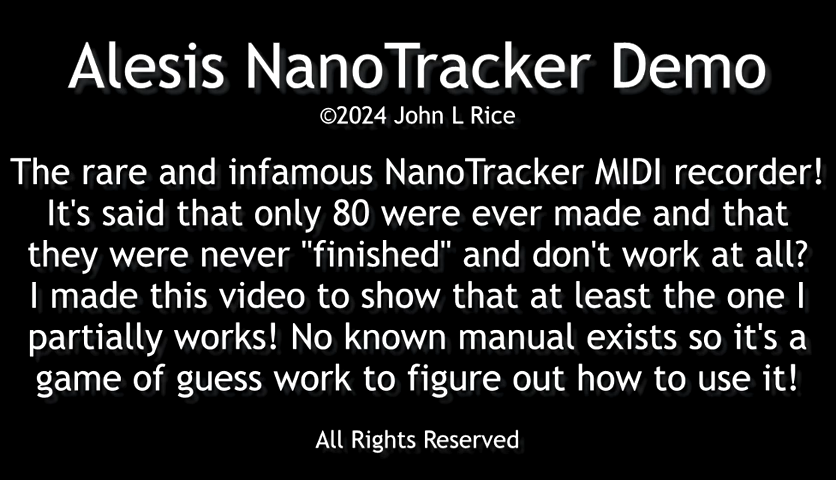 Alesis NanoTracker Demo
©2024 John L Rice
The rare and infamous NanoTracker MIDI recorder!
It's said that only 80 were ever made and that
they were never "finished" and don't work at all?
I made this video to show that at least the one I
partially works! No known manual exists so it's a
game of guess work to figure out how to use it!
All Rights Reserved